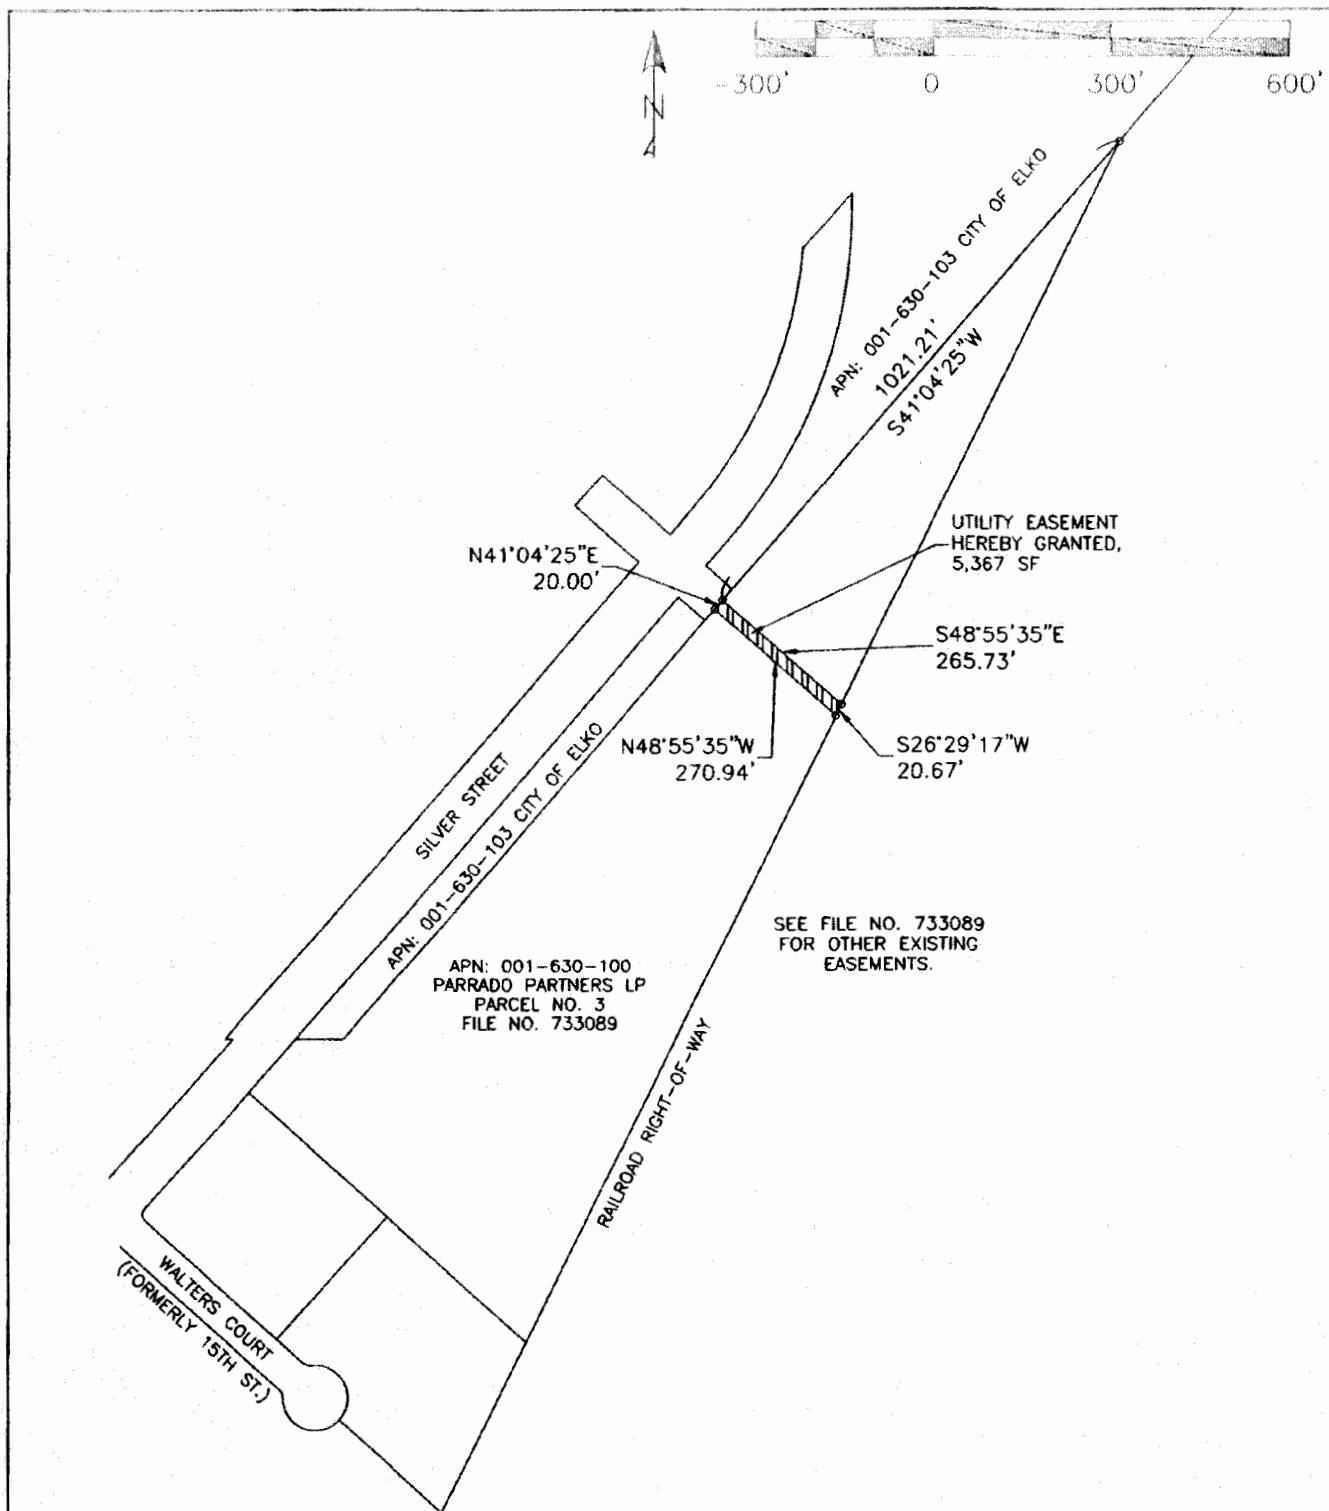 -300' 0 300' 600'
N
APN: 001-630-103 CITY OF ELKO
1021.21'
S41°04'25"W
UTILITY EASEMENT
HEREBY GRANTED,
5,367 SF
N41°04'25"E
20.00'
S48°55'35"E
265.73'
N48°55'35"W
270.94'
S26°29'17"W
20.67'
SILVER STREET
APN: 001-630-103 CITY OF ELKO
SEE FILE NO. 733089
FOR OTHER EXISTING
EASEMENTS.
APN: 001-630-100
PARRADO PARTNERS LP
PARCEL NO. 3
FILE NO. 733089
RAILROAD RIGHT-OF-WAY
WALTERS COURT
(FORMERLY 15TH ST.)